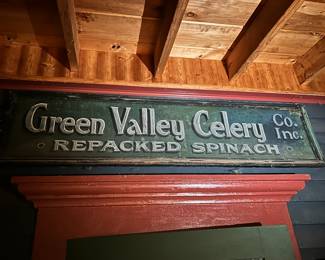 Green Valley Celery Co. Inc.
• REPACKED SPINACH •